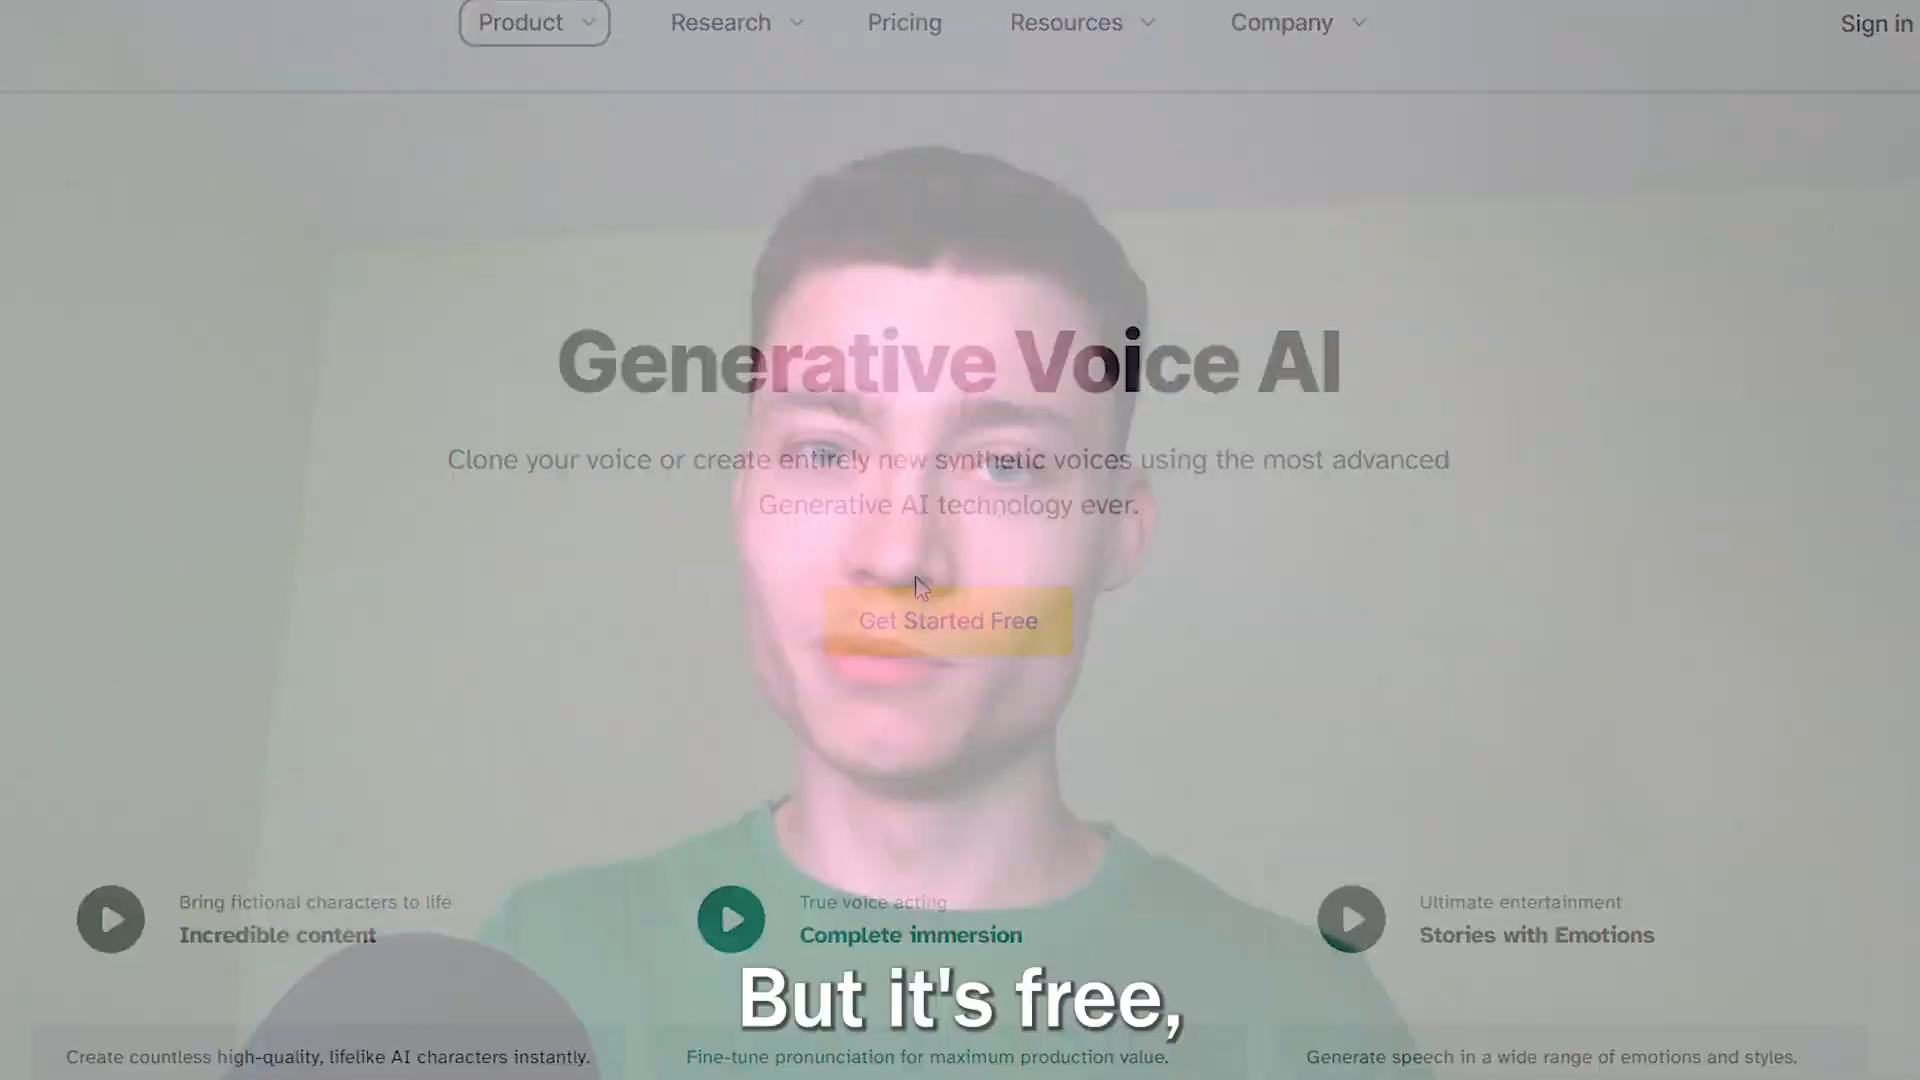 Product
Research
Pricing
Resources
Company
Sign in
Generative Voice AI
Clone your voice or create entirely new synthetic voices using the most advanced
Generative AI technology ever.
Get Started Free
Bring fictional characters to life
Incredible content
True voice acting
Complete immersion
Ultimate entertainment
Stories with Emotions
But it's free,
Create countless high-quality, lifelike AI characters instantly.
Fine-tune pronunciation for maximum production value.
Generate speech in a wide range of emotions and styles.